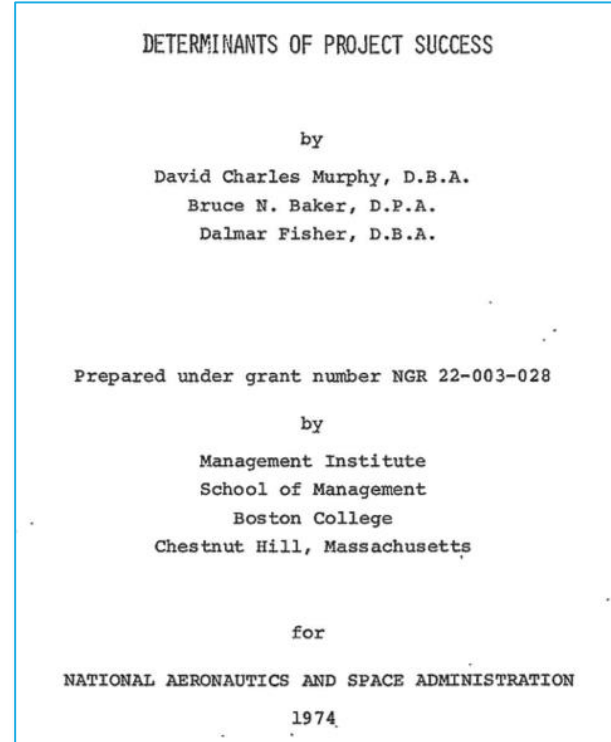 DETERMINANTS OF PROJECT SUCCESS
by
David Charles Murphy, D.B.A.
Bruce N. Baker, D.P.A.
Dalmar Fisher, D.B.A.
Prepared under grant number NGR 22-003-028
by
Management Institute
School of Management
Boston College
Chestnut Hill, Massachusetts
for
NATIONAL AERONAUTICS AND SPACE ADMINISTRATION
1974